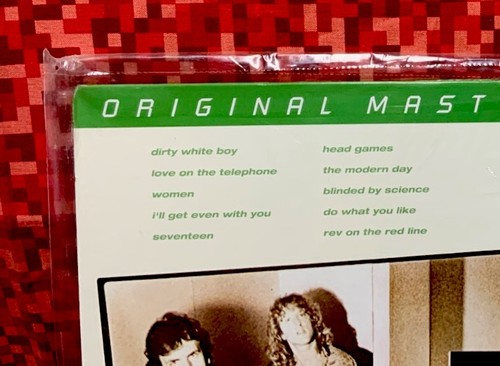 ORIGINAL MAST
dirty white boy
love on the telephone
women
i'll get even with you
seventeen
head games
the modern day
blinded by science
do what you like
rev on the red line